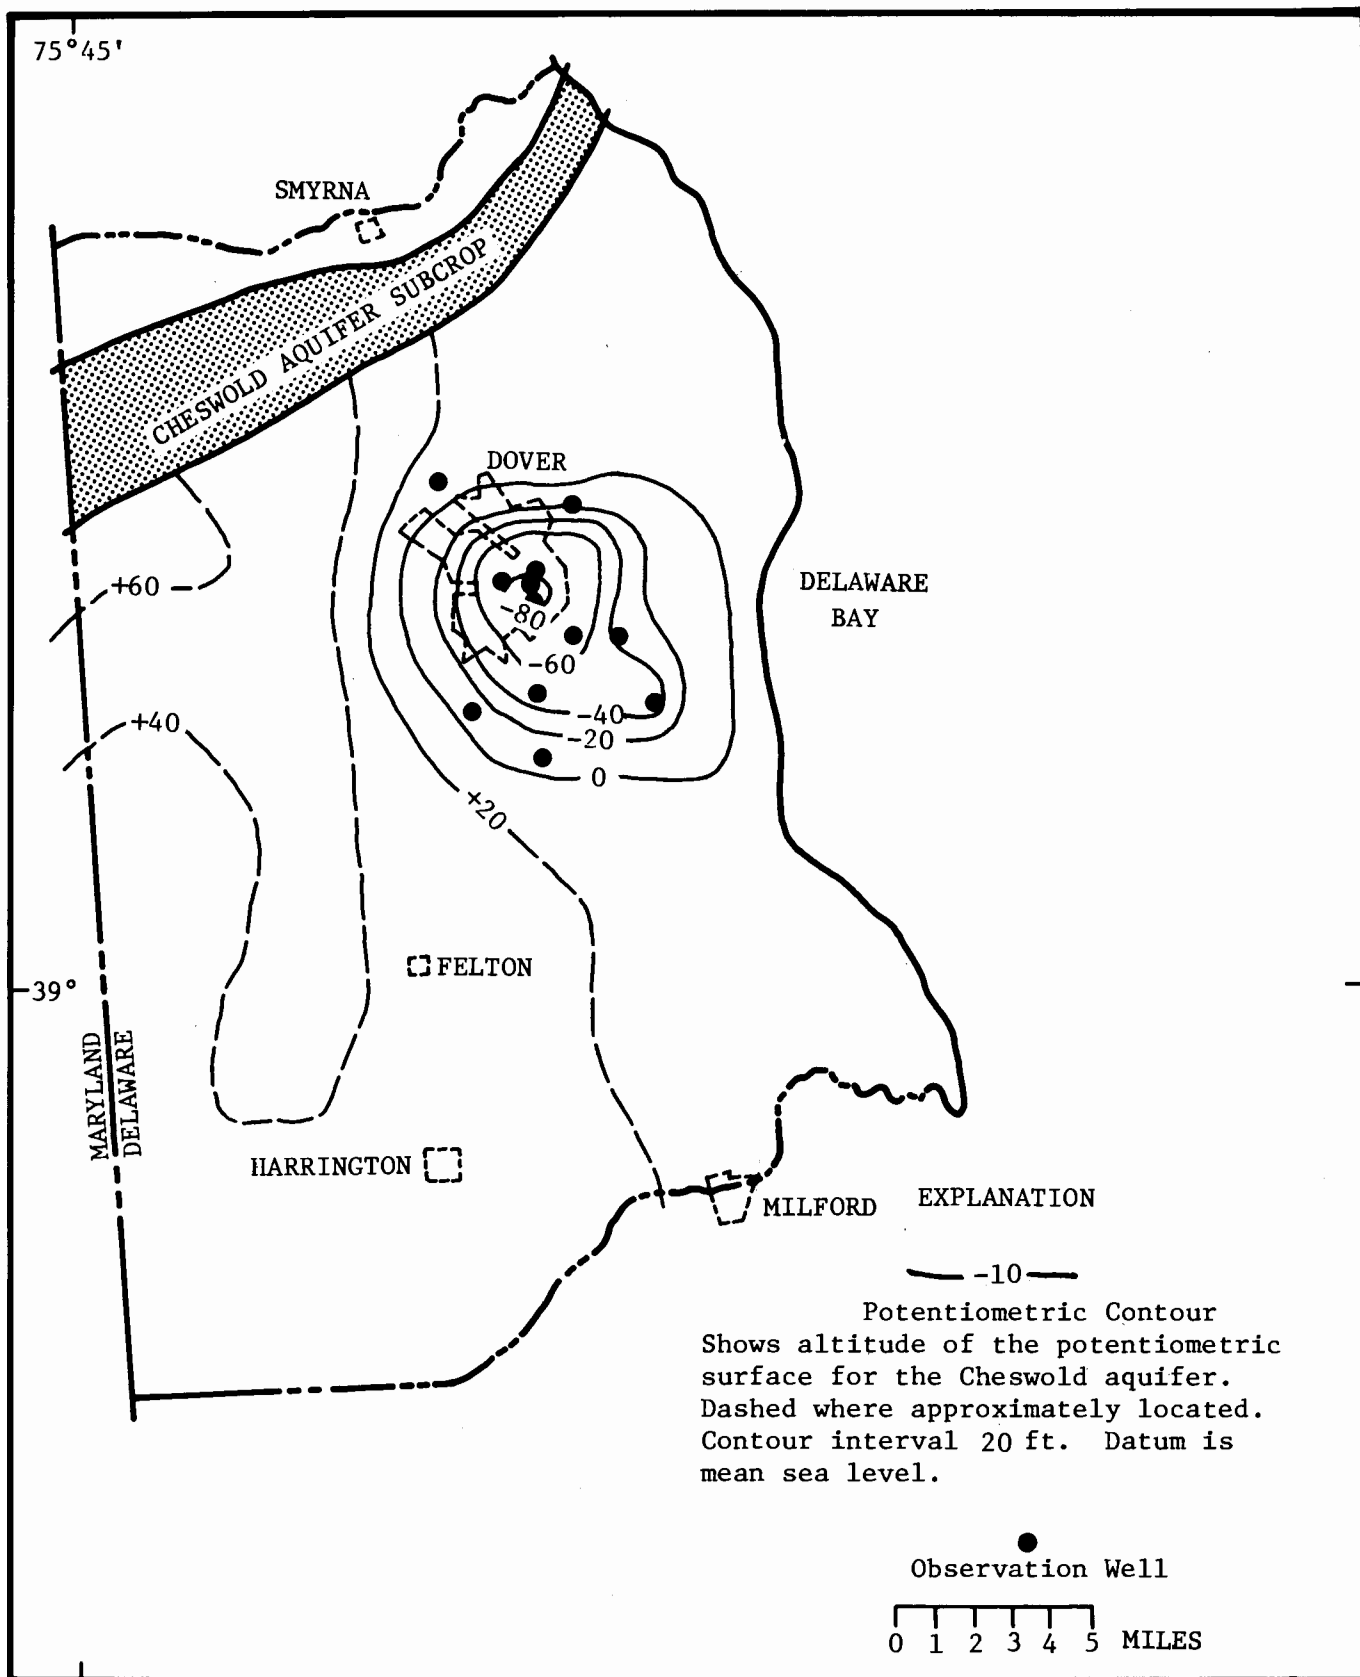 75°45'
SMYRNA
CHESWOLD AQUIFER SUBCROP
DOVER
+60
DELAWARE
BAY
-80
-60
+40
-40
-20
0
+20
FELTON
39°
MARYLAND
DELAWARE
HARRINGTON
MILFORD
EXPLANATION
-10
Potentiometric Contour
Shows altitude of the potentiometric
surface for the Cheswold aquifer.
Dashed where approximately located.
Contour interval 20 ft. Datum is
mean sea level.
Observation Well
0 1 2 3 4 5 MILES